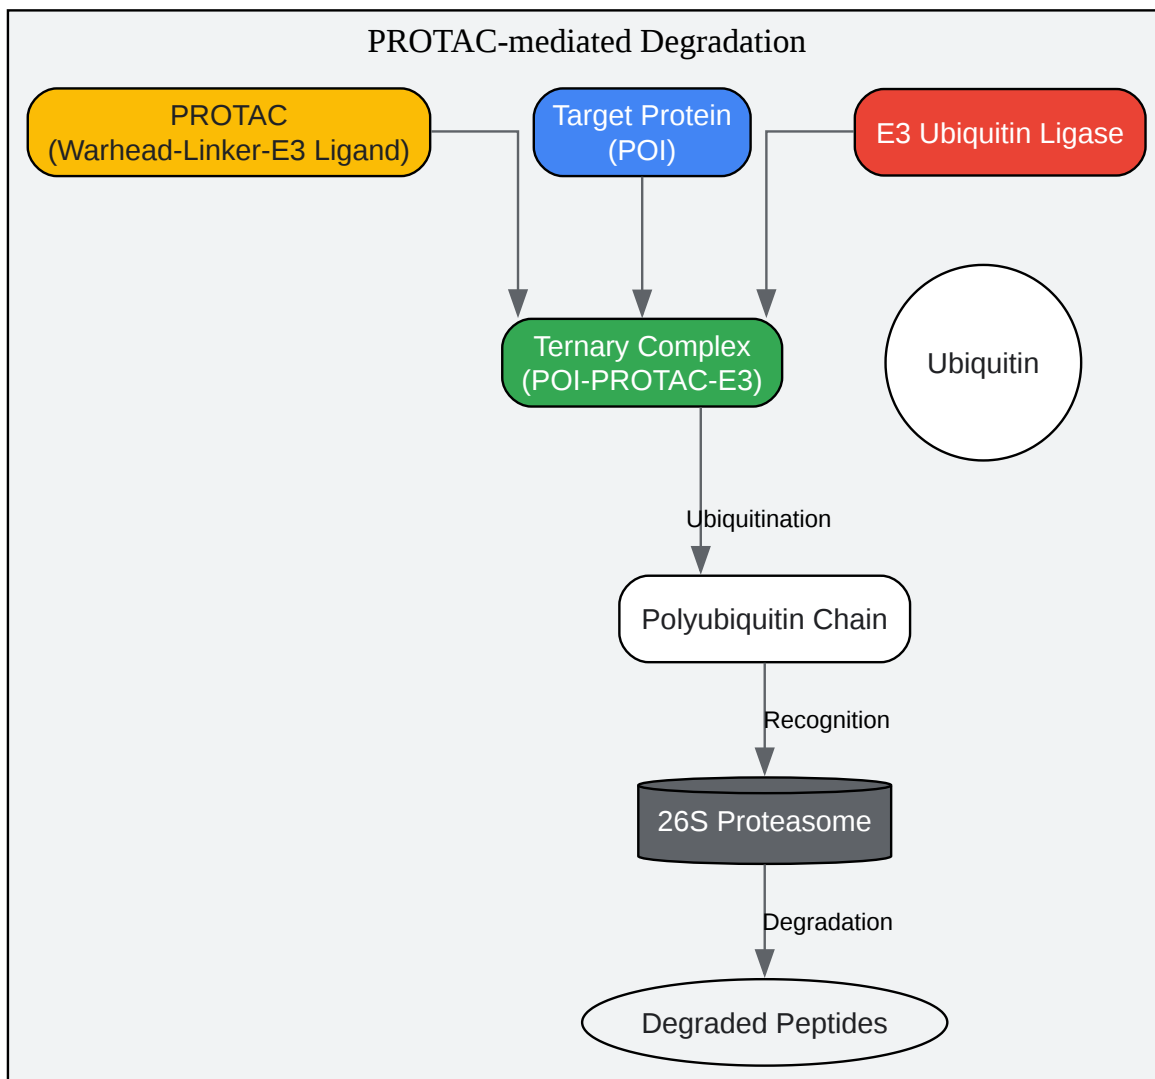 PROTAC-mediated Degradation
PROTAC
(Warhead-Linker-E3 Ligand)
Target Protein
(POI)
E3 Ubiquitin Ligase
Ternary Complex
(POI-PROTAC-E3)
Ubiquitin
Ubiquitination
Polyubiquitin Chain
Recognition
26S Proteasome
Degradation
Degraded Peptides